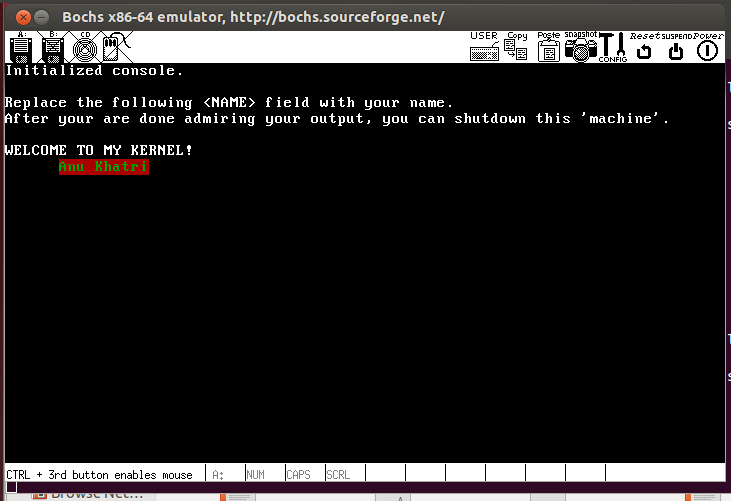 Bochs x86-64 emulator, http://bochs.sourceforge.net/
A: B: CD USER Copy Paste snapshot CONFIG Reset SUSPEND Power
Initialized console.
Replace the following <NAME> field with your name.
After your are done admiring your output, you can shutdown this 'machine'.
WELCOME TO MY KERNEL!
Anu Khatri
CTRL + 3rd button enables mouse A: NUM CAPS SCRL
Browse Net...